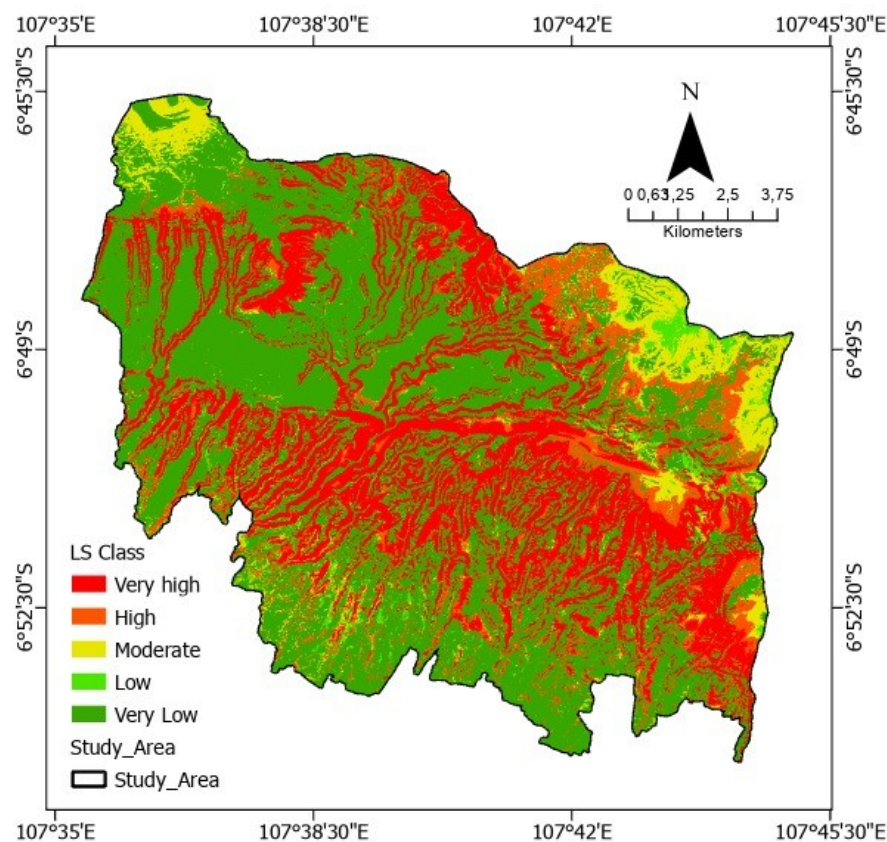 107°35'E 107°38'30"E 107°42'E 107°45'30"E
6°45'30"S 6°45'30"S
N
0 0,63 1,25 2,5 3,75
Kilometers
6°49'S 6°49'S
LS Class
Very high
High
Moderate
Low
Very Low
Study_Area
Study_Area
6°52'30"S 6°52'30"S
107°35'E 107°38'30"E 107°42'E 107°45'30"E